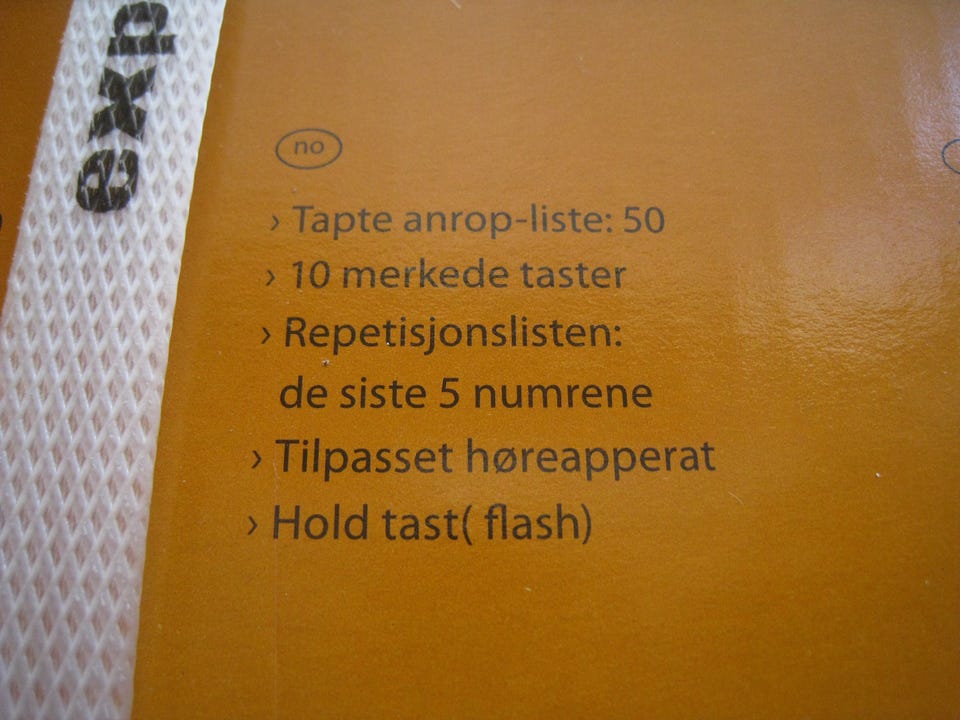 exp
no
› Tapte anrop-liste: 50
› 10 merkede taster
› Repetisjonslisten:
de siste 5 numrene
› Tilpasset høreapperat
› Hold tast( flash)